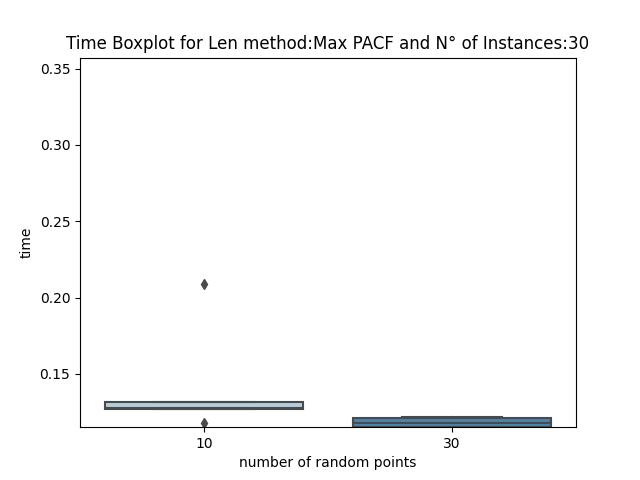 Time Boxplot for Len method:Max PACF and N° of Instances:30
0.35
0.30
0.25
0.20
0.15
time
10
30
number of random points